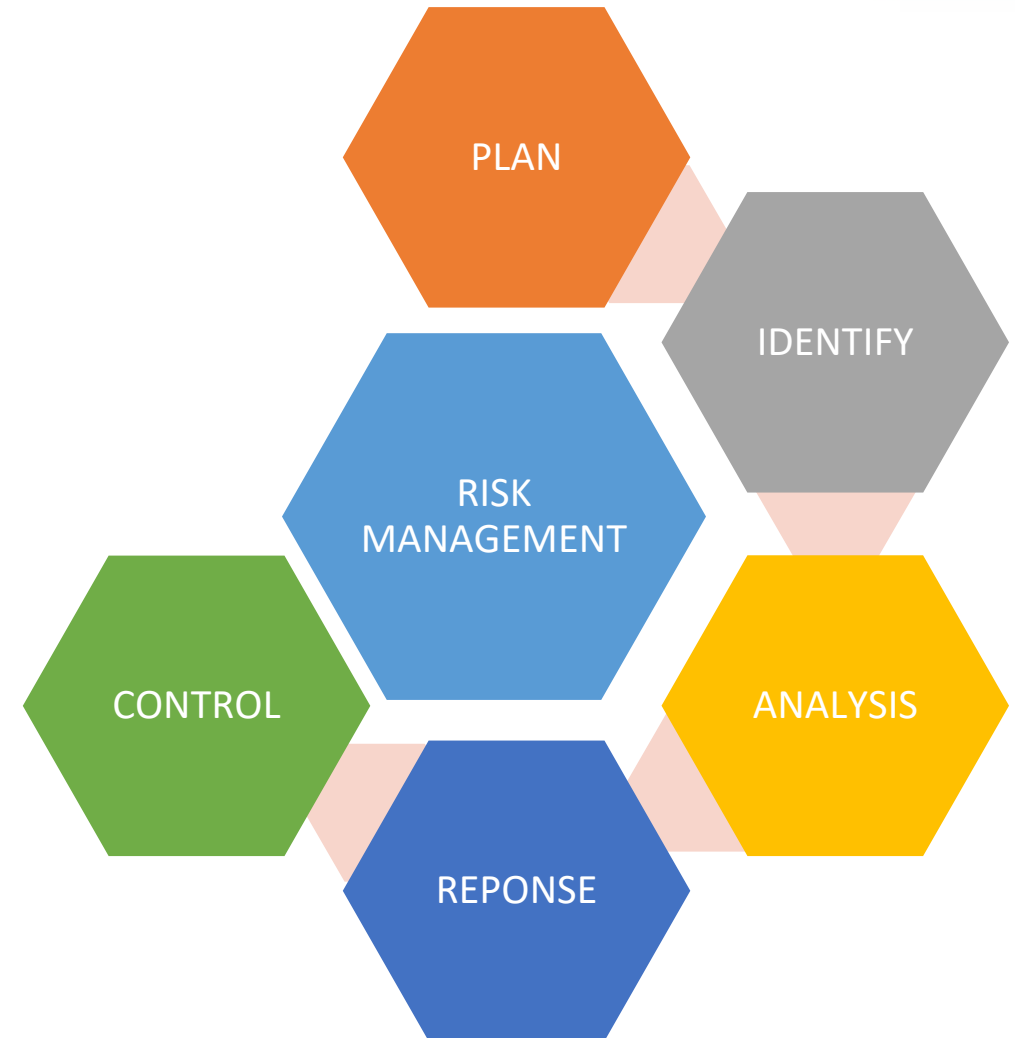 PLAN
IDENTIFY
RISK
MANAGEMENT
ANALYSIS
REPONSE
CONTROL